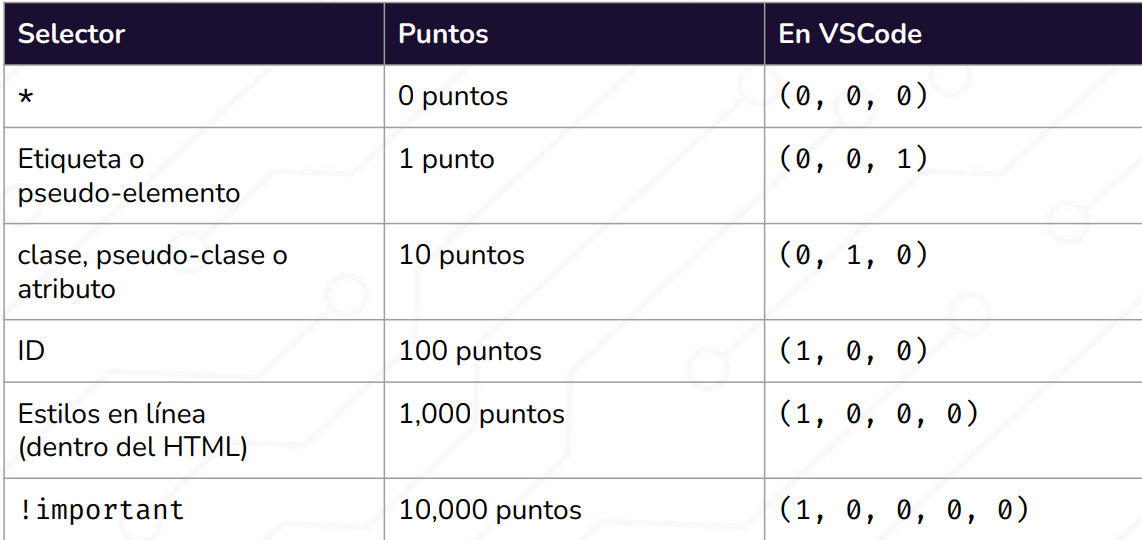 Selector Puntos En VSCode
* 0 puntos (0, 0, 0)
Etiqueta o 1 punto (0, 0, 1)
pseudo-elemento
clase, pseudo-clase o 10 puntos (0, 1, 0)
atributo
ID 100 puntos (1, 0, 0)
Estilos en línea 1,000 puntos (1, 0, 0, 0)
(dentro del HTML)
!important 10,000 puntos (1, 0, 0, 0, 0)